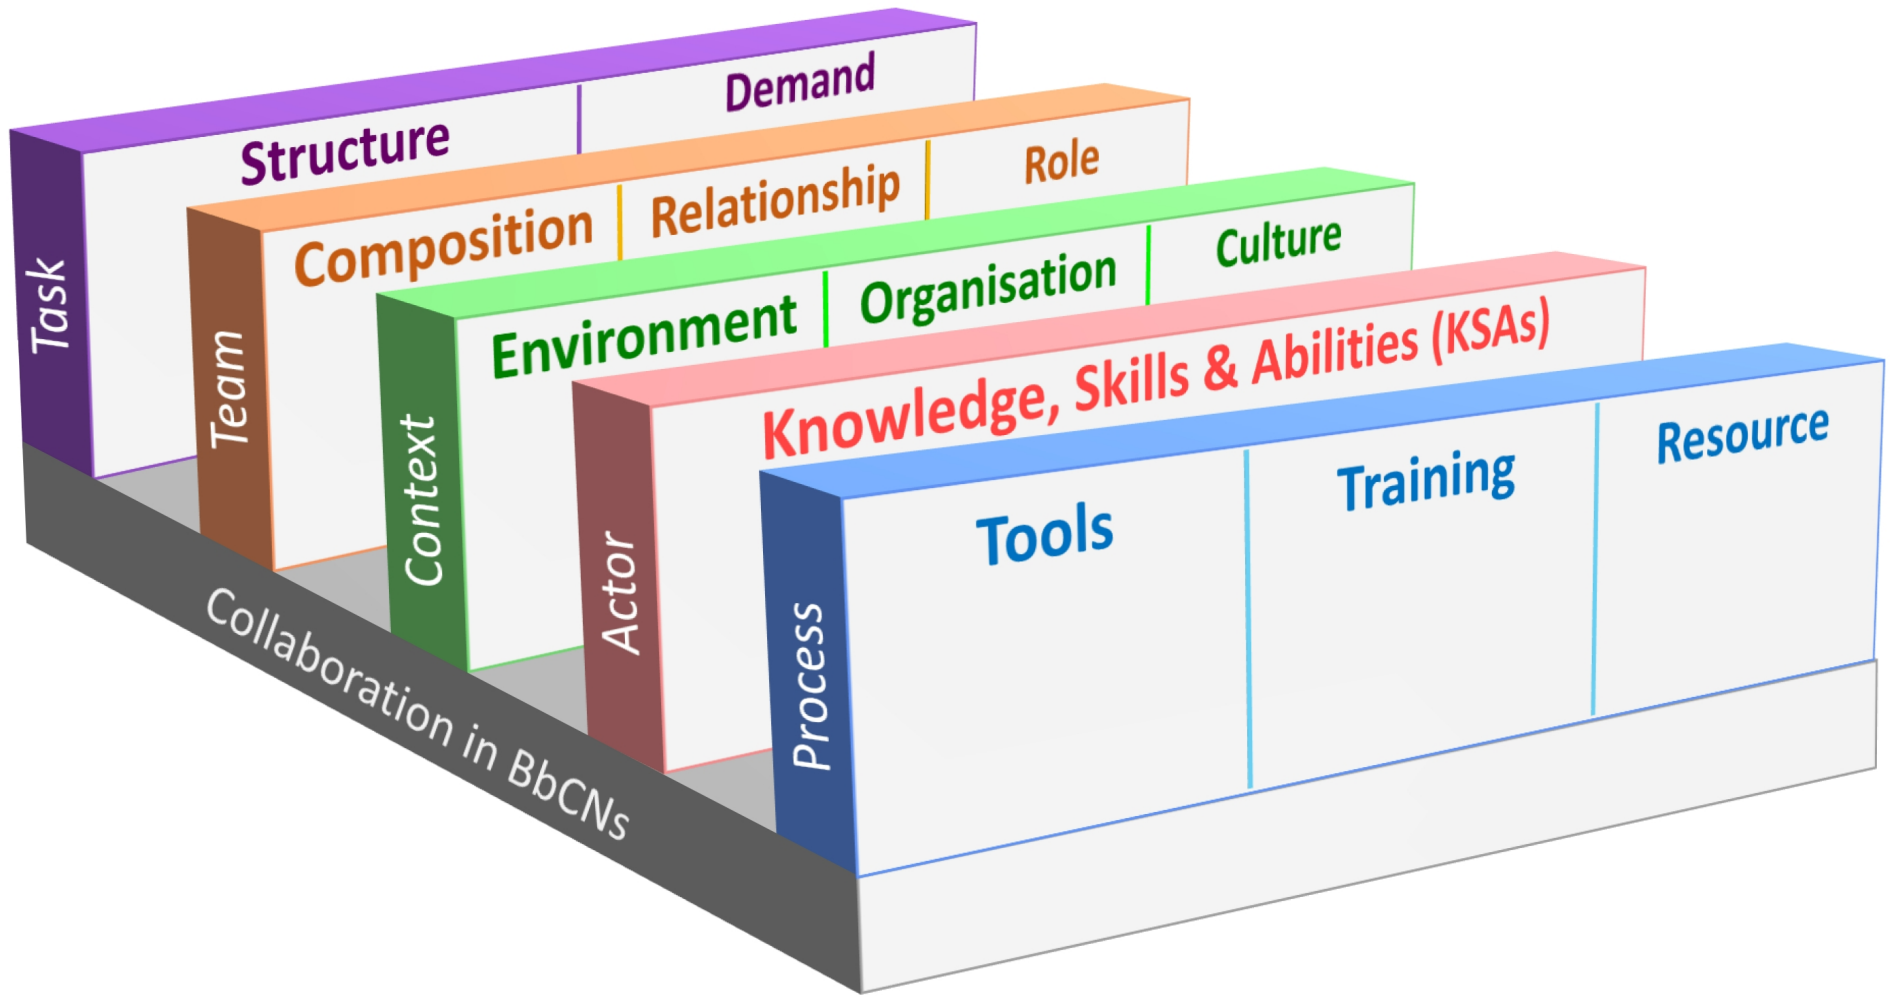 Task
Structure
Demand
Team
Composition
Relationship
Role
Context
Environment
Organisation
Culture
Actor
Knowledge, Skills & Abilities (KSAs)
Process
Tools
Training
Resource
Collaboration in BbCNs